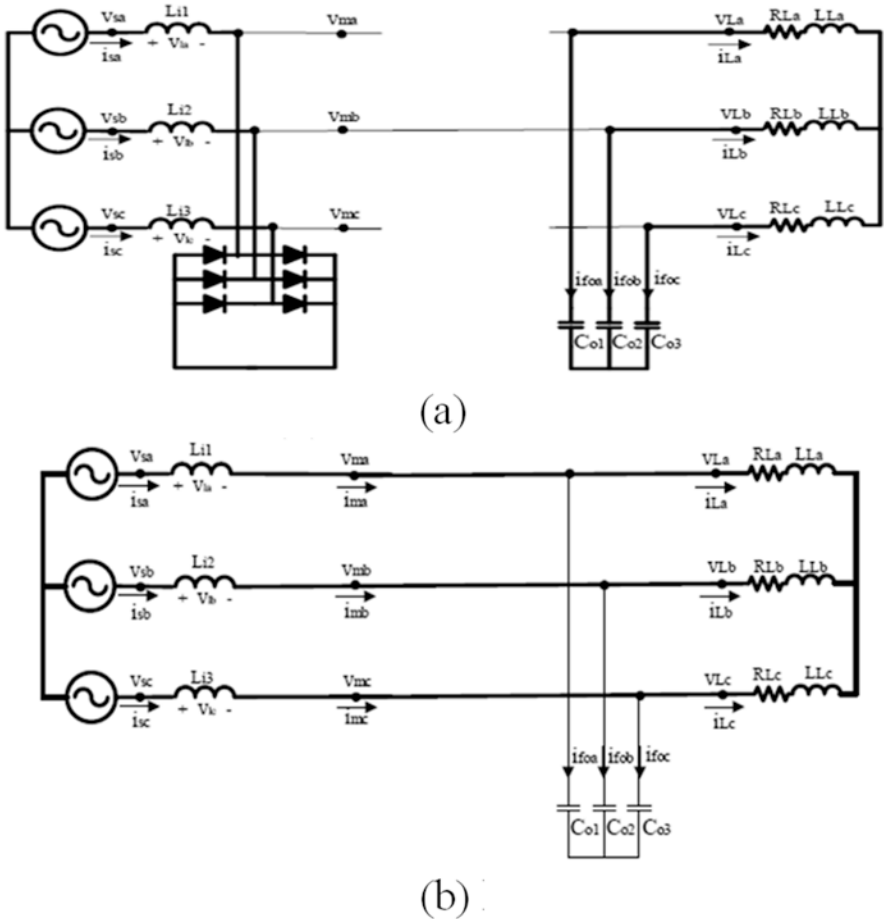 Vsa Li1 Vma VLa RLa LLa
isa + Vla - iLa
Vsb Li2 Vmb VLb RLb LLb
isb + Vlb - iLb
Vsc Li3 Vmc VLc RLc LLc
isc + Vlc - iLc
ifoa ifob ifoc
Co1 Co2 Co3
(a)
Vsa Li1 Vma VLa RLa LLa
isa + Vla - ima iLa
Vsb Li2 Vmb VLb RLb LLb
isb + Vlb - imb iLb
Vsc Li3 Vmc VLc RLc LLc
isc + Vlc - imc iLc
ifoa ifob ifoc
Co1 Co2 Co3
(b)